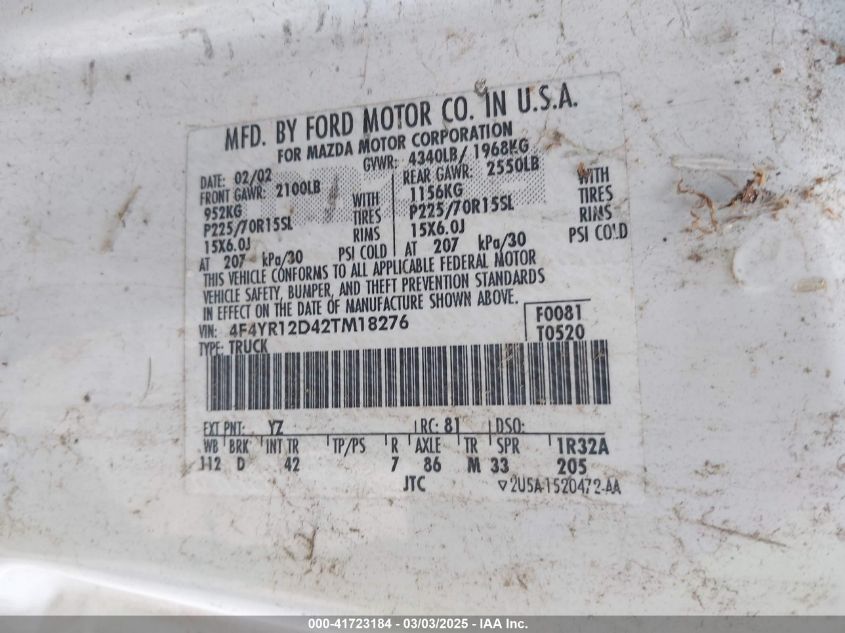 MFD. BY FORD MOTOR CO. IN U.S.A.
FOR MAZDA MOTOR CORPORATION
DATE: 02/02 GVWR: 4340LB/ 1968KG
FRONT GAWR: 2100LB REAR GAWR: 2550LB
952KG WITH 1156KG WITH
P225/70R15SL TIRES P225/70R15SL TIRES
15X6.0J RIMS 15X6.0J RIMS
AT 207 kPa/30 PSI COLD AT 207 kPa/30 PSI COLD
THIS VEHICLE CONFORMS TO ALL APPLICABLE FEDERAL MOTOR
VEHICLE SAFETY, BUMPER, AND THEFT PREVENTION STANDARDS
IN EFFECT ON THE DATE OF MANUFACTURE SHOWN ABOVE.
VIN: 4F4YR12D42TM18276 F0081
TYPE: TRUCK T0520
EXT PNT: YZ RC: 81 DSO:
WB BRK INT TR TP/PS R AXLE TR SPR 1R32A
112 D 42 7 86 M 33 205
JTC ▽2U5A-1520472-AA
000-41723184 - 03/03/2025 - IAA Inc.